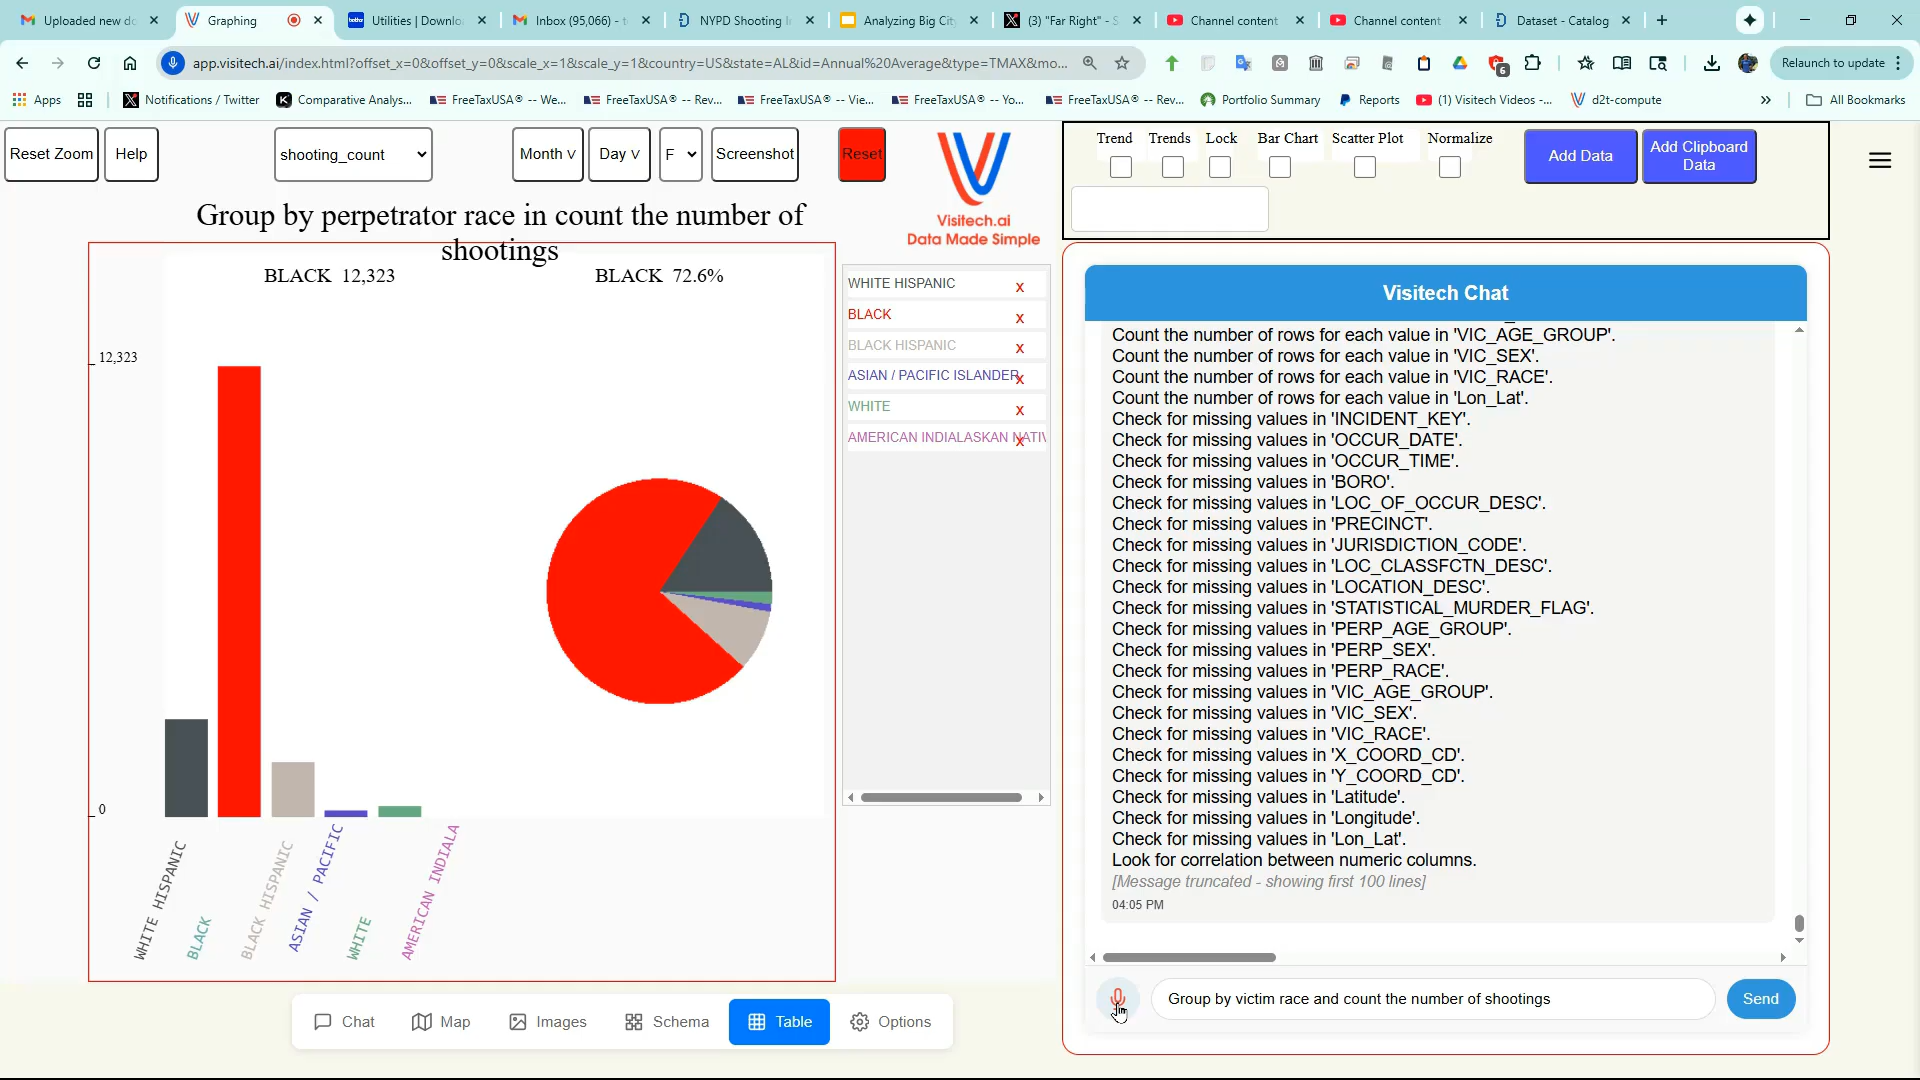 Uploaded new do
Graphing
Utilities | Downlo
Inbox (95,066) - t
NYPD Shooting I
Analyzing Big Cit
(3) "Far Right" - S
Channel content
Channel content
Dataset - Catalog
app.visitech.ai/index.html?offset_x=0&offset_y=0&scale_x=1&scale_y=1&country=US&state=AL&id=Annual%20Average&type=TMAX&mo...
6
Relaunch to update
Apps
Notifications / Twitter
Comparative Analys...
FreeTaxUSA® -- We...
FreeTaxUSA® -- Rev...
FreeTaxUSA® -- Vie...
FreeTaxUSA® -- Yo...
FreeTaxUSA® -- Rev...
Portfolio Summary
Reports
(1) Visitech Videos -...
d2t-compute
»
All Bookmarks
Reset Zoom
Help
shooting_count
Month V
Day V
F
Screenshot
Reset
Visitech.ai
Data Made Simple
Trend
Trends
Lock
Bar Chart
Scatter Plot
Normalize
Add Data
Add Clipboard
Data
Group by perpetrator race in count the number of
shootings
BLACK 12,323
BLACK 72.6%
12,323
0
WHITE HISPANIC
BLACK
BLACK HISPANIC
ASIAN / PACIFIC
WHITE
AMERICAN INDIALA
WHITE HISPANIC x
BLACK x
BLACK HISPANIC x
ASIAN / PACIFIC ISLANDER x
WHITE x
AMERICAN INDIALASKAN NATIV x
Visitech Chat
Count the number of rows for each value in 'VIC_AGE_GROUP'.
Count the number of rows for each value in 'VIC_SEX'.
Count the number of rows for each value in 'VIC_RACE'.
Count the number of rows for each value in 'Lon_Lat'.
Check for missing values in 'INCIDENT_KEY'.
Check for missing values in 'OCCUR_DATE'.
Check for missing values in 'OCCUR_TIME'.
Check for missing values in 'BORO'.
Check for missing values in 'LOC_OF_OCCUR_DESC'.
Check for missing values in 'PRECINCT'.
Check for missing values in 'JURISDICTION_CODE'.
Check for missing values in 'LOC_CLASSFCTN_DESC'.
Check for missing values in 'LOCATION_DESC'.
Check for missing values in 'STATISTICAL_MURDER_FLAG'.
Check for missing values in 'PERP_AGE_GROUP'.
Check for missing values in 'PERP_SEX'.
Check for missing values in 'PERP_RACE'.
Check for missing values in 'VIC_AGE_GROUP'.
Check for missing values in 'VIC_SEX'.
Check for missing values in 'VIC_RACE'.
Check for missing values in 'X_COORD_CD'.
Check for missing values in 'Y_COORD_CD'.
Check for missing values in 'Latitude'.
Check for missing values in 'Longitude'.
Check for missing values in 'Lon_Lat'.
Look for correlation between numeric columns.
[Message truncated - showing first 100 lines]
04:05 PM
Group by victim race and count the number of shootings
Send
Chat
Map
Images
Schema
Table
Options